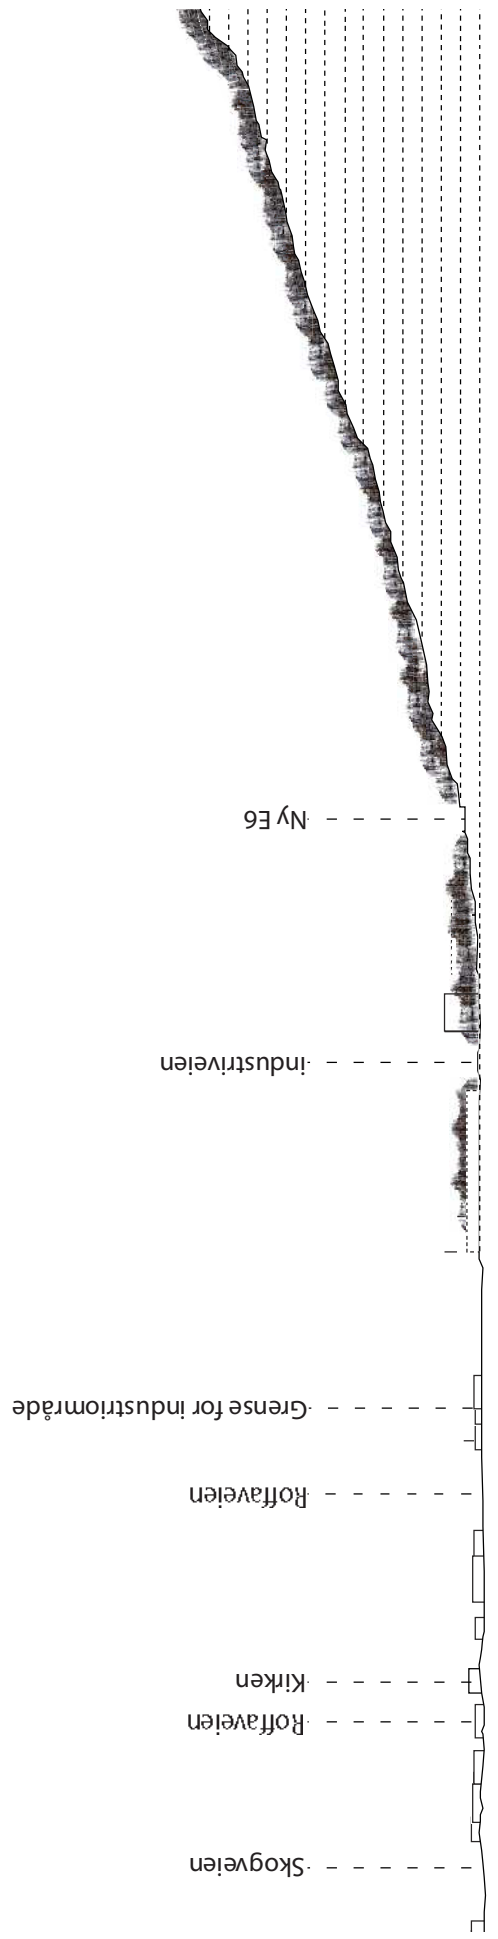 Ny E6
industriveien
Grense for industriområde
Roffaveien
Kirken
Roffaveien
Skogveien